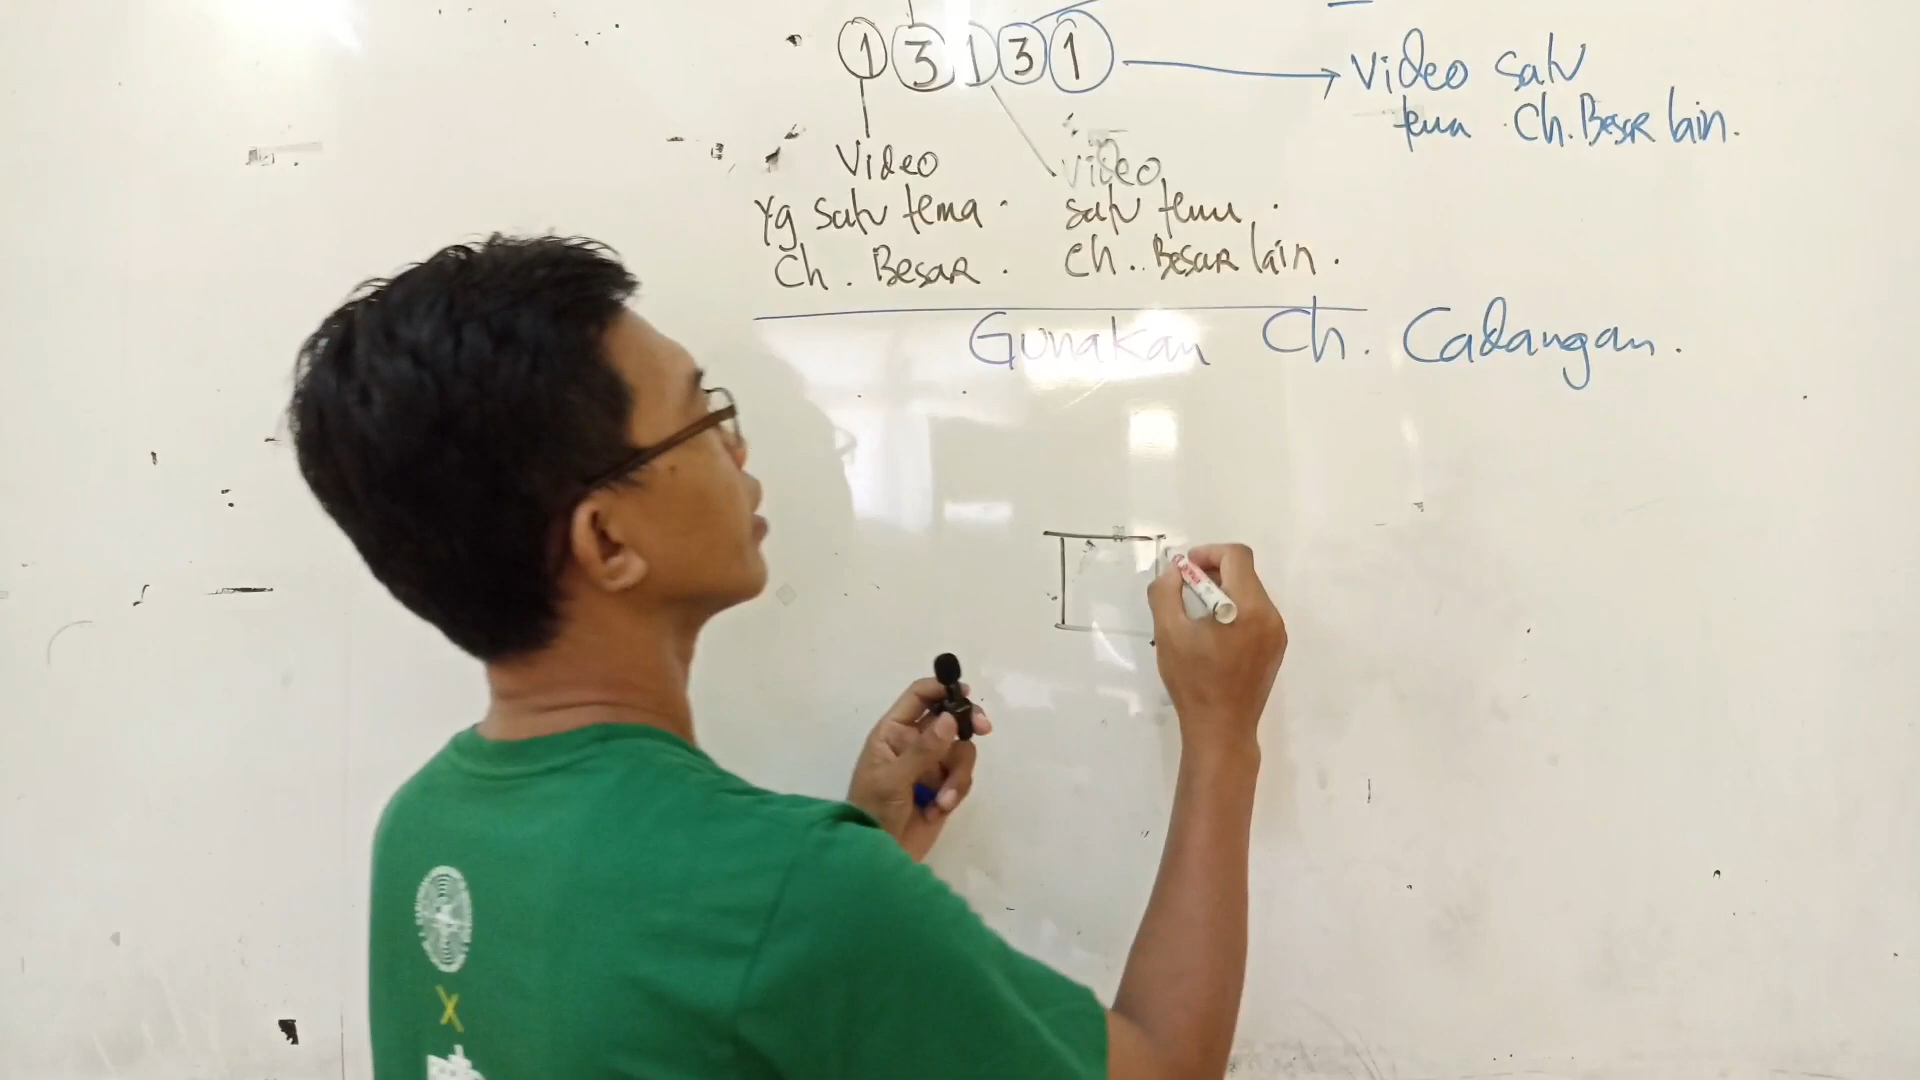 1 3 1 3 1
Video satu
tema Ch. Besar lain.
Video
Yg satu tema
Ch. Besar.
Video
satu tema
Ch. Besar lain.
Gunakan Ch. Cadangan.
X